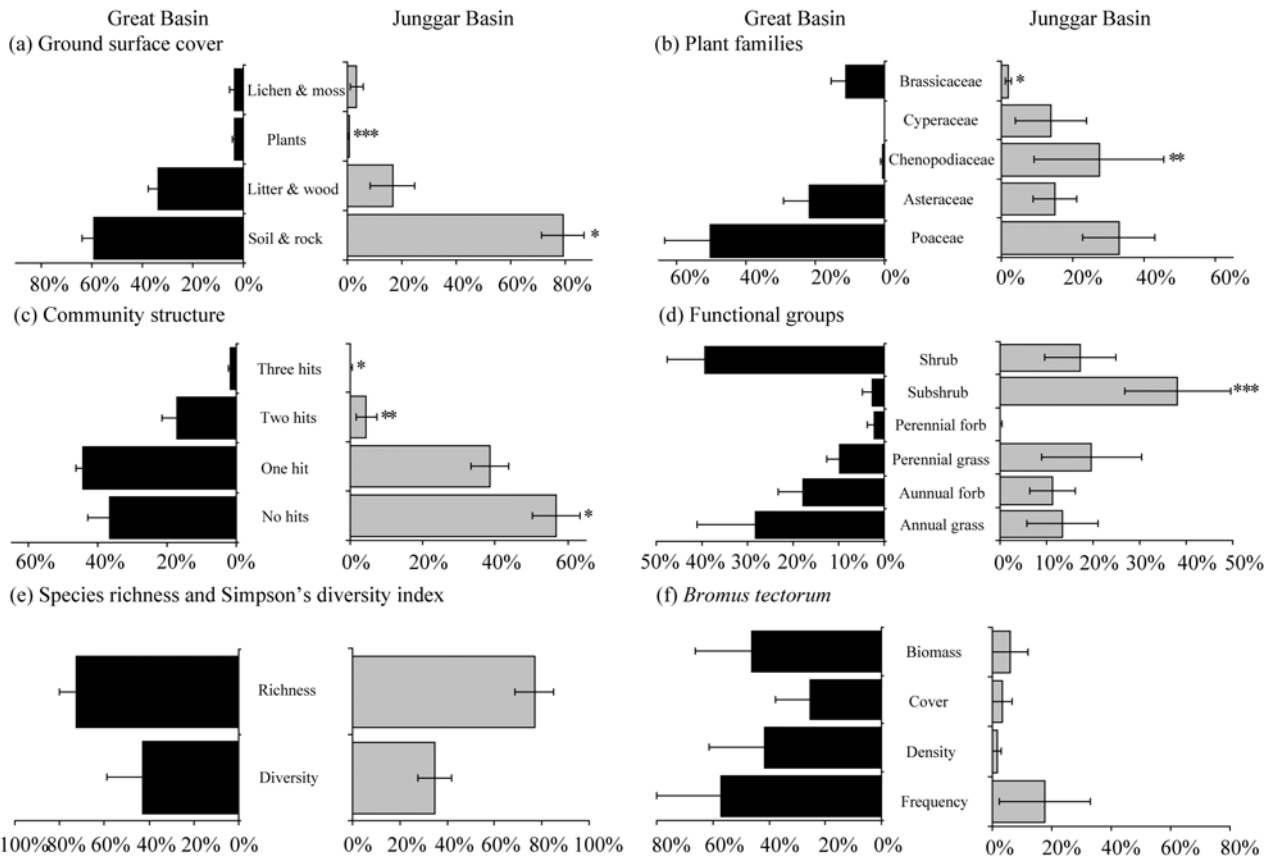 Great Basin Junggar Basin Great Basin Junggar Basin
(a) Ground surface cover (b) Plant families
Lichen & moss
Plants ***
Litter & wood
Soil & rock *
80% 60% 40% 20% 0% 0% 20% 40% 60% 80%
Brassicaceae *
Cyperaceae
Chenopodiaceae **
Asteraceae
Poaceae
60% 40% 20% 0% 0% 20% 40% 60%
(c) Community structure (d) Functional groups
Three hits *
Two hits **
One hit
No hits *
60% 40% 20% 0% 0% 20% 40% 60%
Shrub
Subshrub ***
Perennial forb
Perennial grass
Aunnual forb
Annual grass
50% 40% 30% 20% 10% 0% 0% 10% 20% 30% 40% 50%
(e) Species richness and Simpson's diversity index (f) Bromus tectorum
Richness
Diversity
100% 80% 60% 40% 20% 0% 0% 20% 40% 60% 80% 100%
Biomass
Cover
Density
Frequency
80% 60% 40% 20% 0% 0% 20% 40% 60% 80%